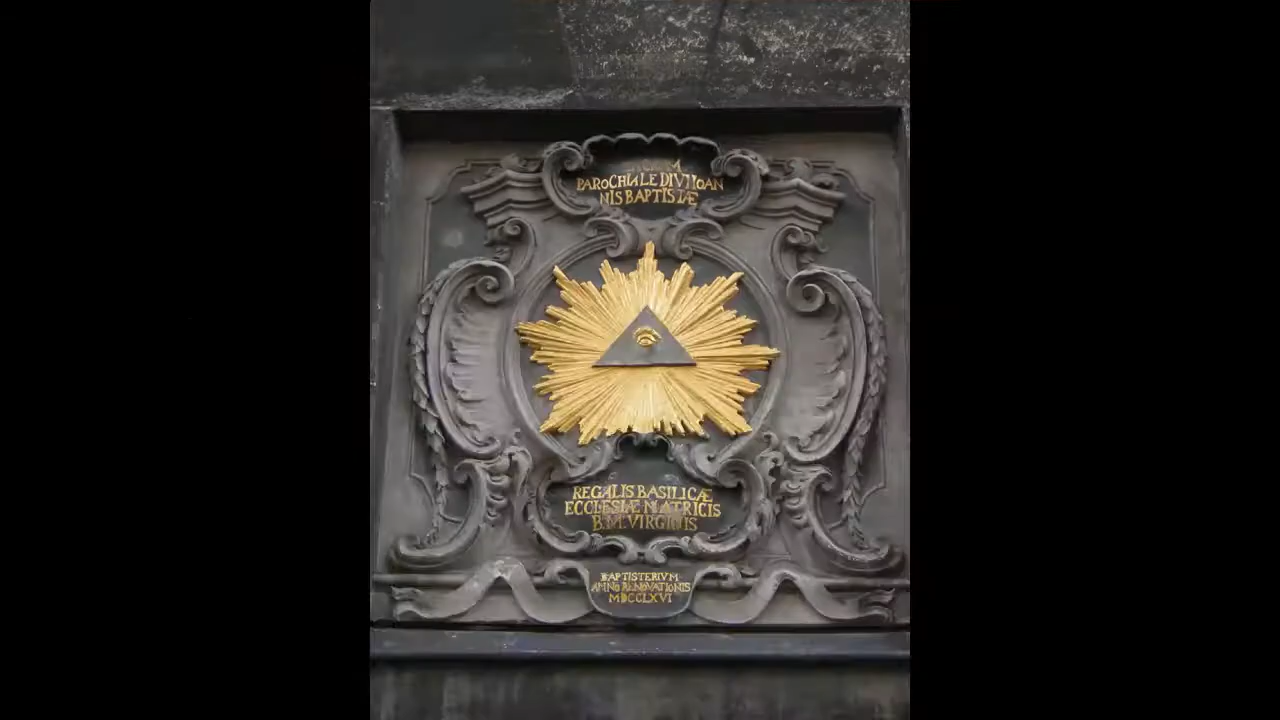 PAROCHIALE DIVI IOAN
NIS BAPTISTÆ
REGALIS BASILICÆ
ECCLESIÆ MATRICIS
B.M.VIRGINIS
BAPTISTERIVM
ANNO RENOVATIONIS
MDCCLXVI